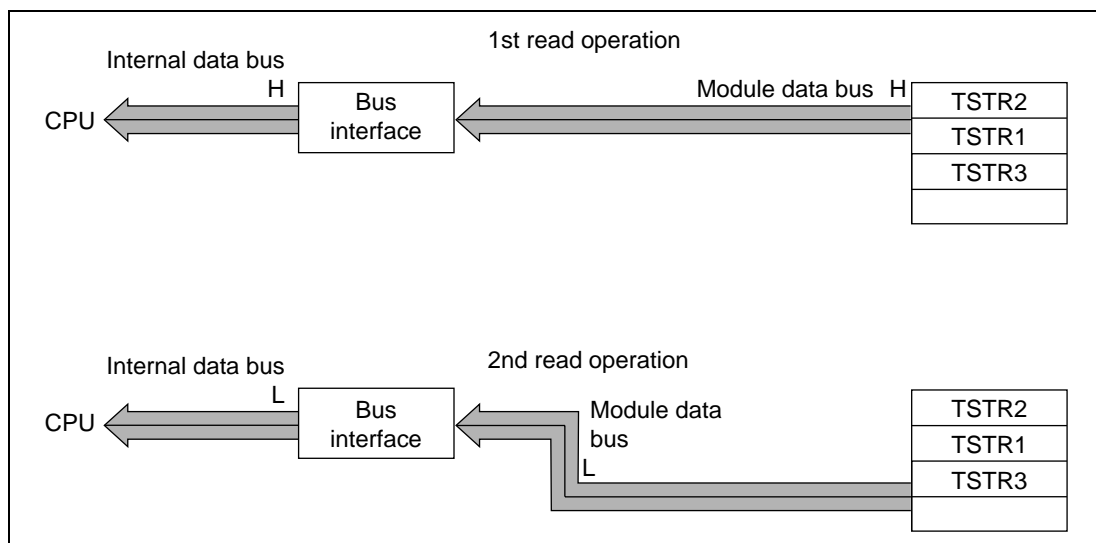 1st read operation
Internal data bus
H
Module data bus H
CPU
Bus
interface
TSTR2
TSTR1
TSTR3
2nd read operation
Internal data bus
L
Module data
bus
L
CPU
Bus
interface
TSTR2
TSTR1
TSTR3